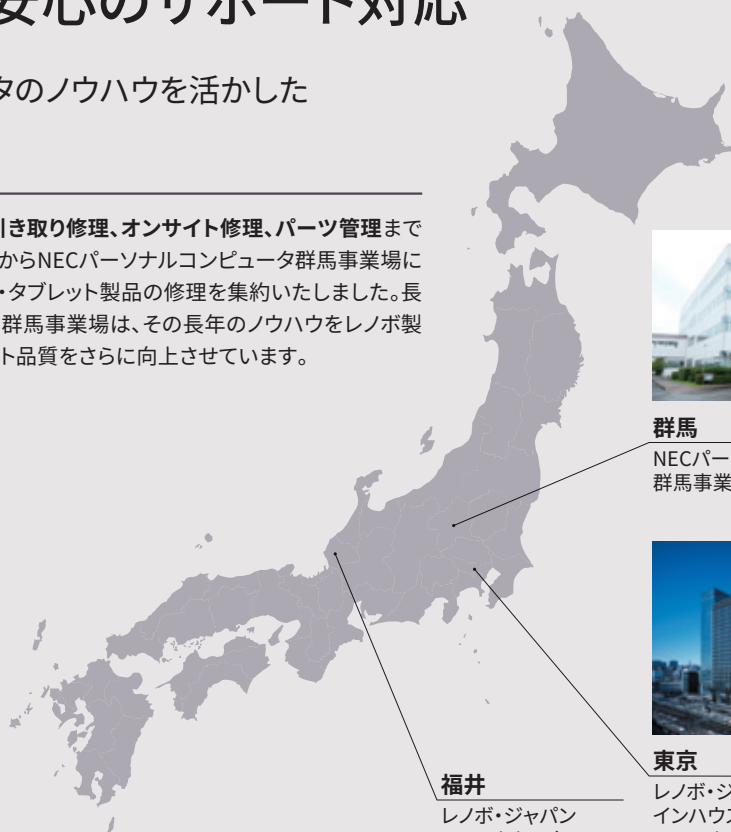 安心のサポート対応
タのノウハウを活かした
引き取り修理、オンサイト修理、パーツ管理まで
からNECパーソナルコンピュータ群馬事業場に
・タブレット製品の修理を集約いたしました。長
群馬事業場は、その長年のノウハウをレノボ製
ト品質をさらに向上させています。
群馬
NECパー
群馬事業
東京
レノボ・ジ
インハウス
福井
レノボ・ジャパン